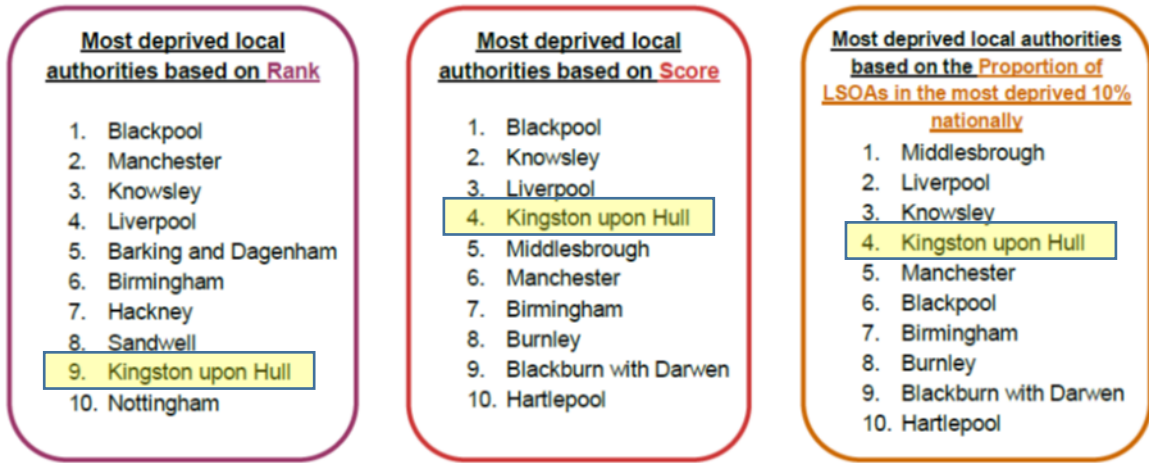 Most deprived local
authorities based on Rank
1. Blackpool
2. Manchester
3. Knowsley
4. Liverpool
5. Barking and Dagenham
6. Birmingham
7. Hackney
8. Sandwell
9. Kingston upon Hull
10. Nottingham
Most deprived local
authorities based on Score
1. Blackpool
2. Knowsley
3. Liverpool
4. Kingston upon Hull
5. Middlesbrough
6. Manchester
7. Birmingham
8. Burnley
9. Blackburn with Darwen
10. Hartlepool
Most deprived local authorities
based on the Proportion of
LSOAs in the most deprived 10%
nationally
1. Middlesbrough
2. Liverpool
3. Knowsley
4. Kingston upon Hull
5. Manchester
6. Blackpool
7. Birmingham
8. Burnley
9. Blackburn with Darwen
10. Hartlepool